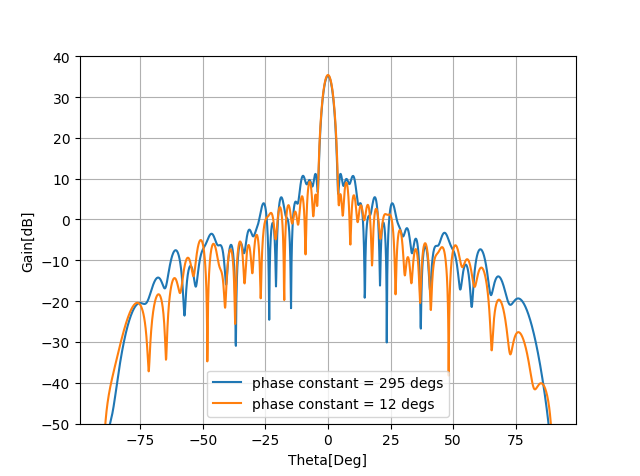 40
30
20
10
0
−10
−20
−30
−40
−50
Gain[dB]
phase constant = 295 degs
phase constant = 12 degs
−75 −50 −25 0 25 50 75
Theta[Deg]